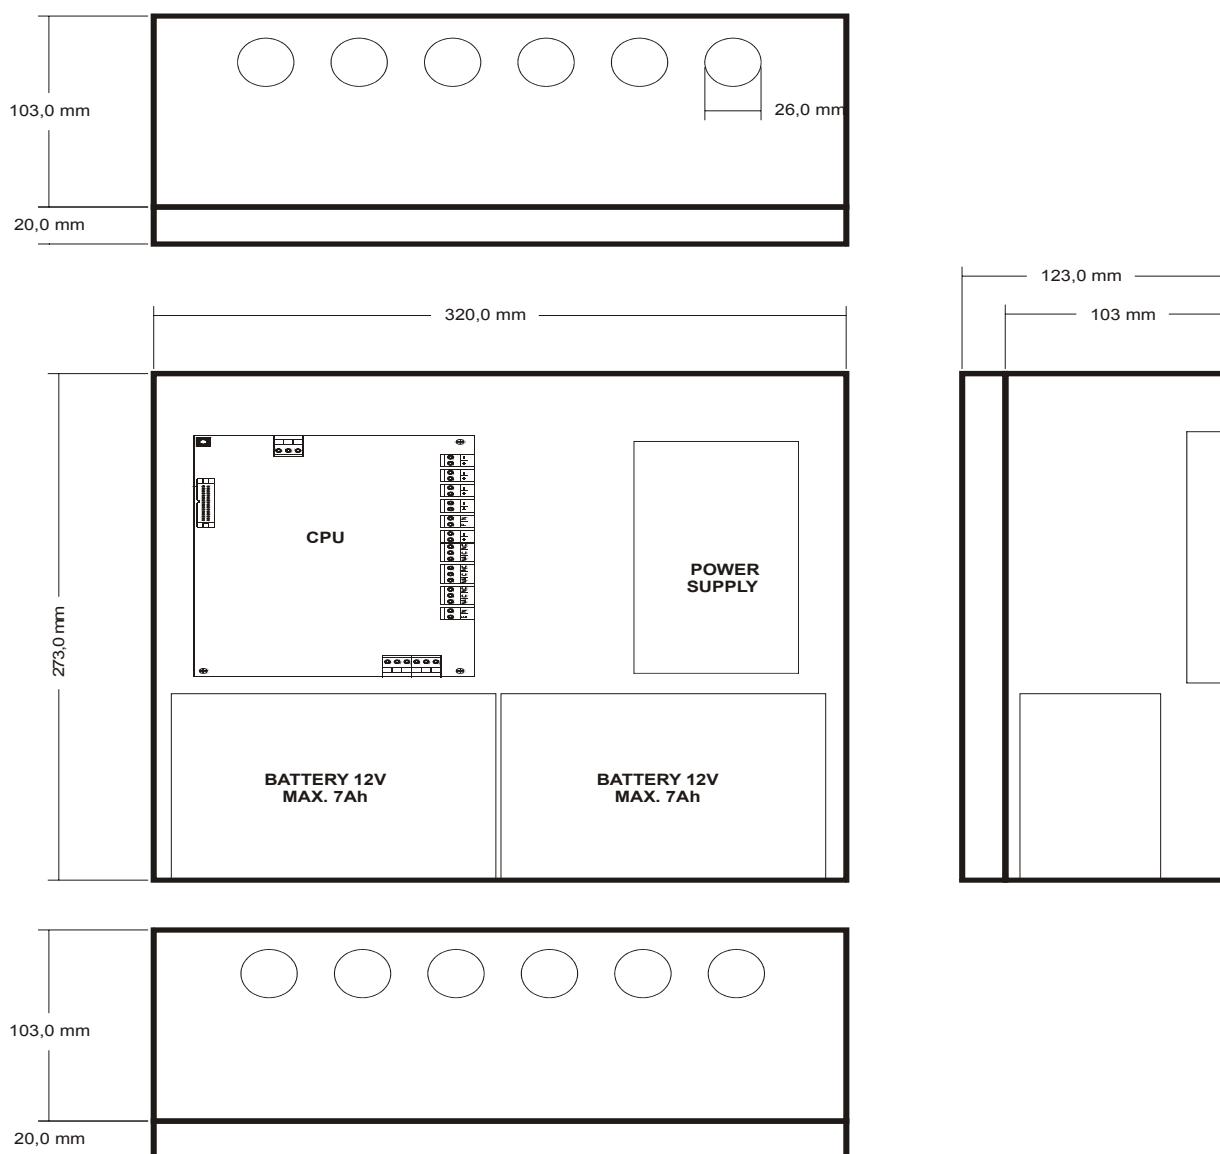 103,0 mm
26,0 mm
20,0 mm
123,0 mm
320,0 mm
103 mm
CPU
POWER
SUPPLY
273,0 mm
BATTERY 12V
MAX. 7Ah
BATTERY 12V
MAX. 7Ah
103,0 mm
20,0 mm